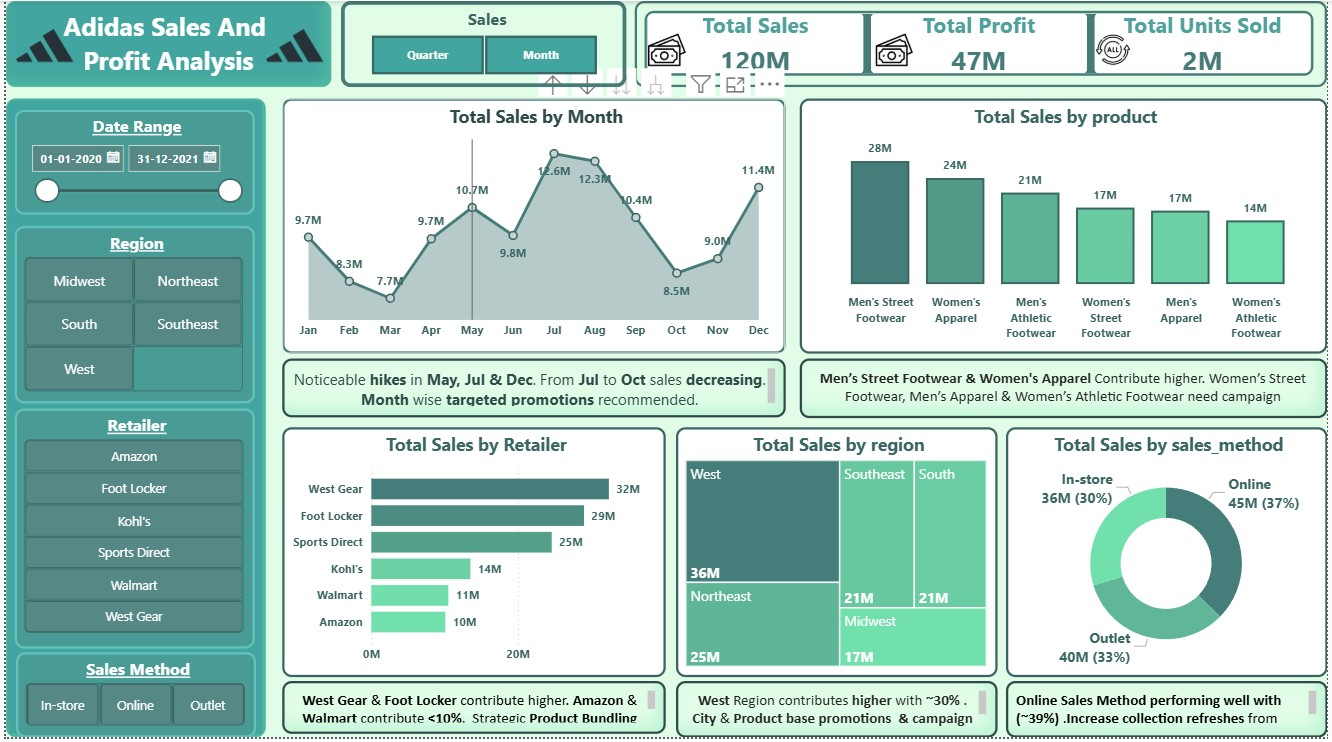 Adidas Sales And
Profit Analysis
Sales
Quarter
Month
Total Sales
120M
Total Profit
47M
ALL
Total Units Sold
2M
Date Range
01-01-2020
31-12-2021
Region
Midwest
Northeast
South
Southeast
West
Retailer
Amazon
Foot Locker
Kohl's
Sports Direct
Walmart
West Gear
Sales Method
In-store
Online
Outlet
Total Sales by Month
9.7M
8.3M
7.7M
9.7M
10.7M
9.8M
12.6M
12.3M
10.4M
8.5M
9.0M
11.4M
Jan
Feb
Mar
Apr
May
Jun
Jul
Aug
Sep
Oct
Nov
Dec
Noticeable hikes in May, Jul & Dec. From Jul to Oct sales decreasing.
Month wise targeted promotions recommended.
Total Sales by product
28M
24M
21M
17M
17M
14M
Men's Street
Footwear
Women's
Apparel
Men's
Athletic
Footwear
Women's
Street
Footwear
Men's
Apparel
Women's
Athletic
Footwear
Men’s Street Footwear & Women's Apparel Contribute higher. Women’s Street
Footwear, Men’s Apparel & Women’s Athletic Footwear need campaign
Total Sales by Retailer
West Gear
32M
Foot Locker
29M
Sports Direct
25M
Kohl's
14M
Walmart
11M
Amazon
10M
0M
20M
West Gear & Foot Locker contribute higher. Amazon &
Walmart contribute <10%. Strategic Product Bundling
Total Sales by region
West
36M
Northeast
25M
Southeast
21M
South
21M
Midwest
17M
West Region contributes higher with ~30% .
City & Product base promotions & campaign
Total Sales by sales_method
In-store
36M (30%)
Online
45M (37%)
Outlet
40M (33%)
Online Sales Method performing well with
(~39%) .Increase collection refreshes from